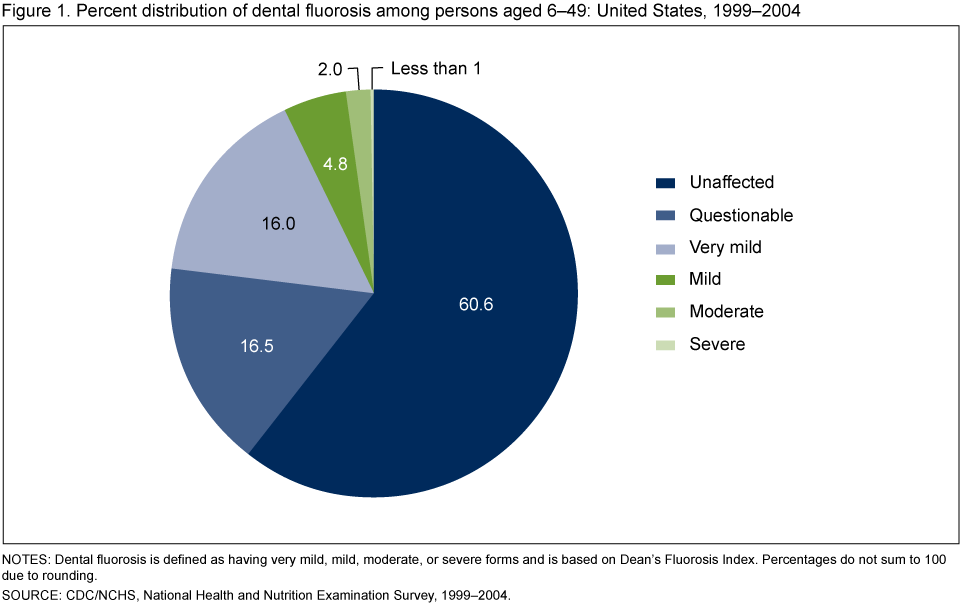 Figure 1. Percent distribution of dental fluorosis among persons aged 6–49: United States, 1999–2004
2.0
Less than 1
4.8
16.0
60.6
16.5
Unaffected
Questionable
Very mild
Mild
Moderate
Severe
NOTES: Dental fluorosis is defined as having very mild, mild, moderate, or severe forms and is based on Dean’s Fluorosis Index. Percentages do not sum to 100
due to rounding.
SOURCE: CDC/NCHS, National Health and Nutrition Examination Survey, 1999–2004.